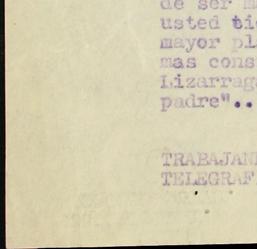 de ser m
usted ti
mayor pl
mas cons
Lizarrag
padre"..
TRABAJAN
TELEGRAF